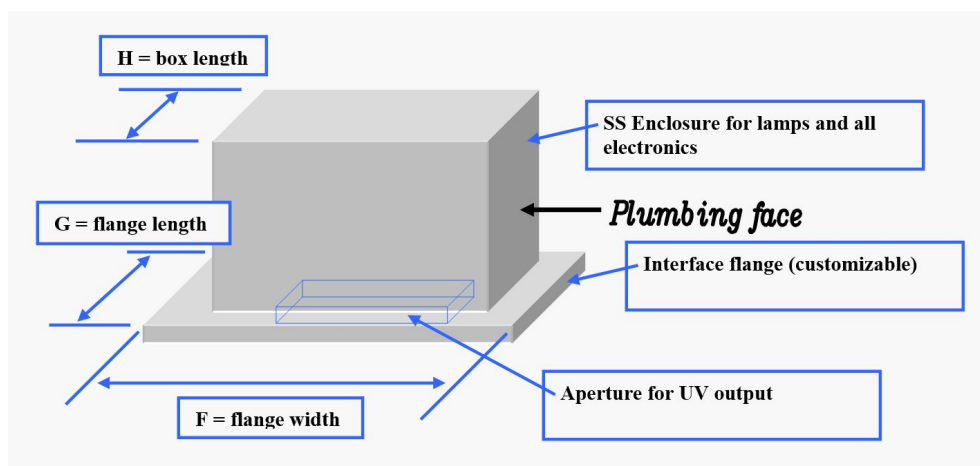 H = box length
SS Enclosure for lamps and all
electronics
Plumbing face
G = flange length
Interface flange (customizable)
Aperture for UV output
F = flange width